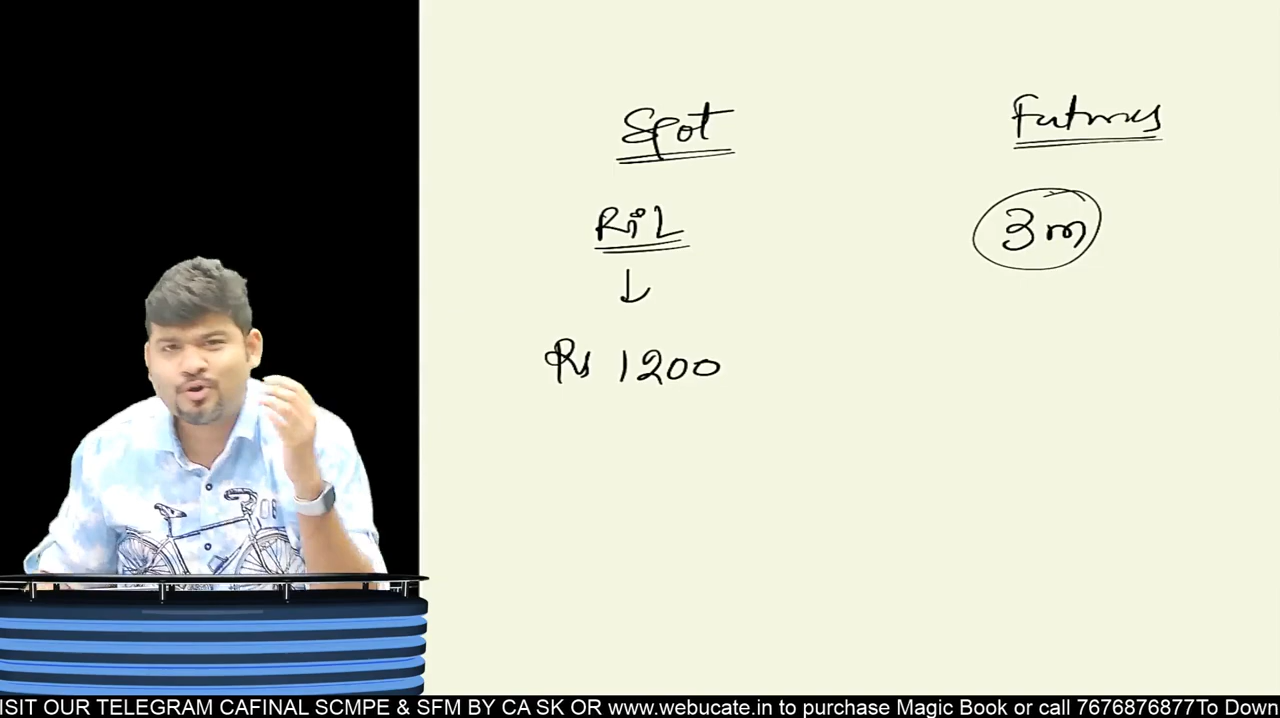 Spot
Futures
RiL
3m
↓
Rs 1200
ISIT OUR TELEGRAM CAFINAL SCMPE & SFM BY CA SK OR www.webucate.in to purchase Magic Book or call 7676876877To Down